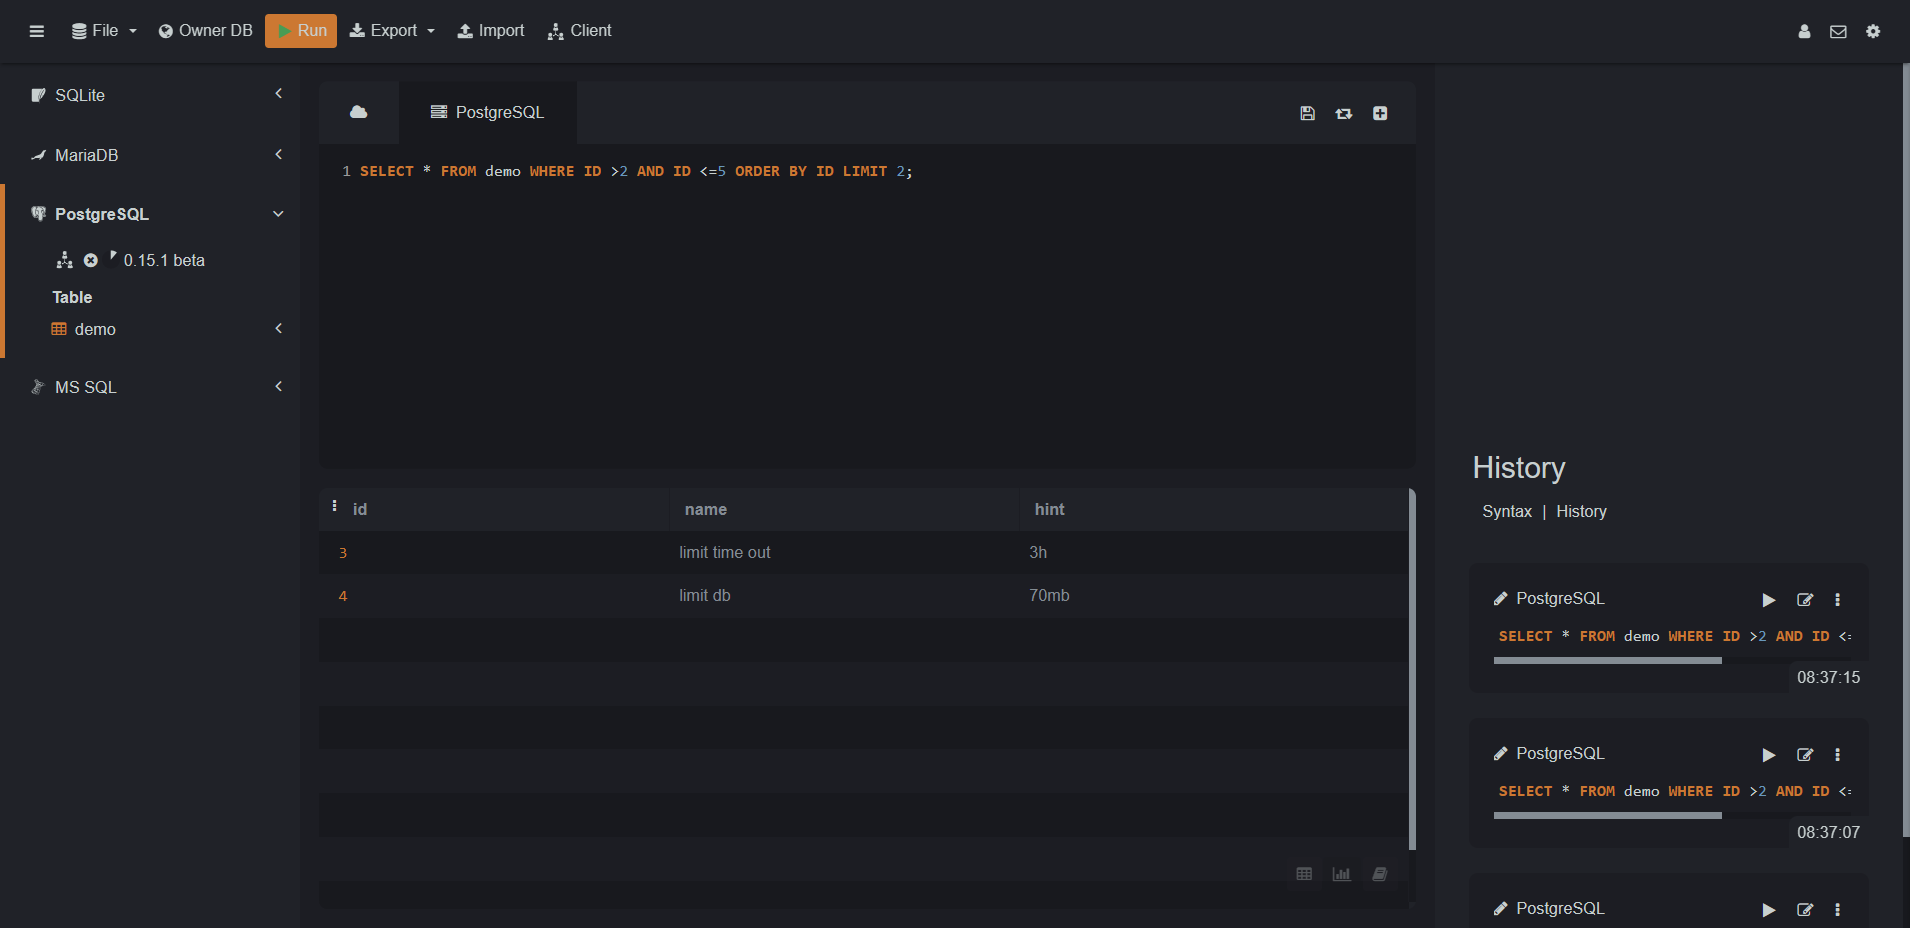 File Owner DB Run Export Import Client
SQLite
MariaDB
PostgreSQL
0.15.1 beta
Table
demo
MS SQL
PostgreSQL
1 SELECT * FROM demo WHERE ID >2 AND ID <=5 ORDER BY ID LIMIT 2;
id name hint
3 limit time out 3h
4 limit db 70mb
History
Syntax | History
PostgreSQL
SELECT * FROM demo WHERE ID >2 AND ID <=
08:37:15
PostgreSQL
SELECT * FROM demo WHERE ID >2 AND ID <=
08:37:07
PostgreSQL